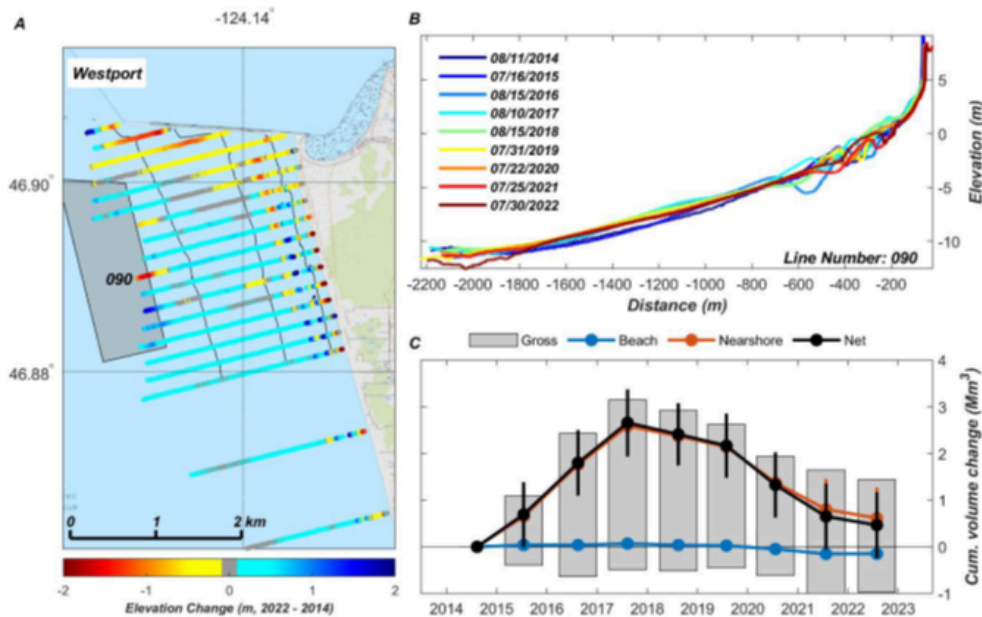 A
-124.14°
Westport
46.90°
090
46.88°
0 1 2 km
-2 -1 0 1 2
Elevation Change (m, 2022 - 2014)
B
08/11/2014
07/16/2015
08/15/2016
08/10/2017
08/15/2018
07/31/2019
07/22/2020
07/25/2021
07/30/2022
5
0
-5
-10
Elevation (m)
Line Number: 090
-2200 -2000 -1800 -1600 -1400 -1200 -1000 -800 -600 -400 -200
Distance (m)
C
Gross Beach Nearshore Net
4
3
2
1
0
-1
Cum. volume change (Mm³)
2014 2015 2016 2017 2018 2019 2020 2021 2022 2023